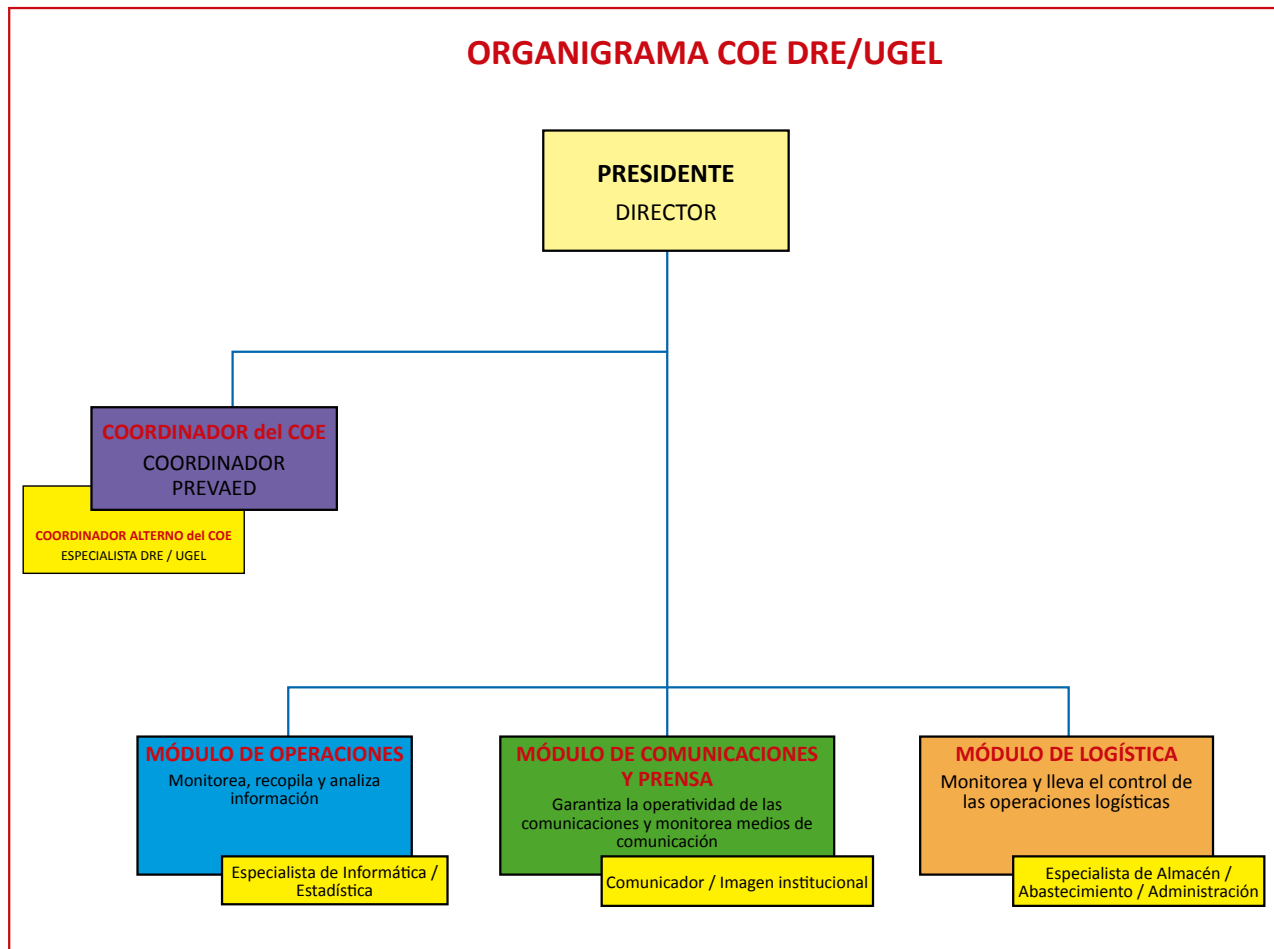 ORGANIGRAMA COE DRE/UGEL
PRESIDENTE
DIRECTOR
COORDINADOR del COE
COORDINADOR
PREVAED
COORDINADOR ALTERNO del COE
ESPECIALISTA DRE / UGEL
MÓDULO DE OPERACIONES
Monitorea, recopila y analiza
información
Especialista de Informática /
Estadística
MÓDULO DE COMUNICACIONES
Y PRENSA
Garantiza la operatividad de las
comunicaciones y monitorea medios de
comunicación
Comunicador / Imagen institucional
MÓDULO DE LOGÍSTICA
Monitorea y lleva el control de
las operaciones logísticas
Especialista de Almacén /
Abastecimiento / Administración